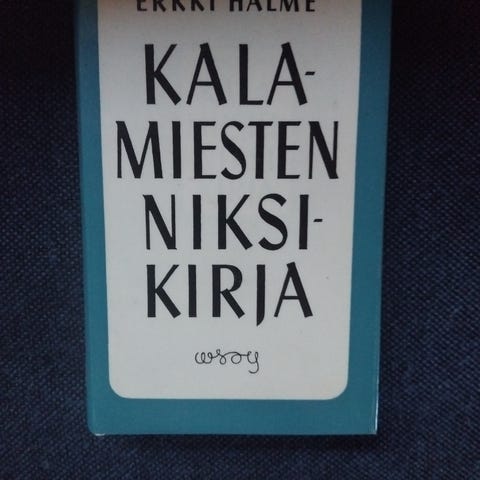 ERKKI HALME
KALA-
MIESTEN
NIKSI-
KIRJA
wsoy